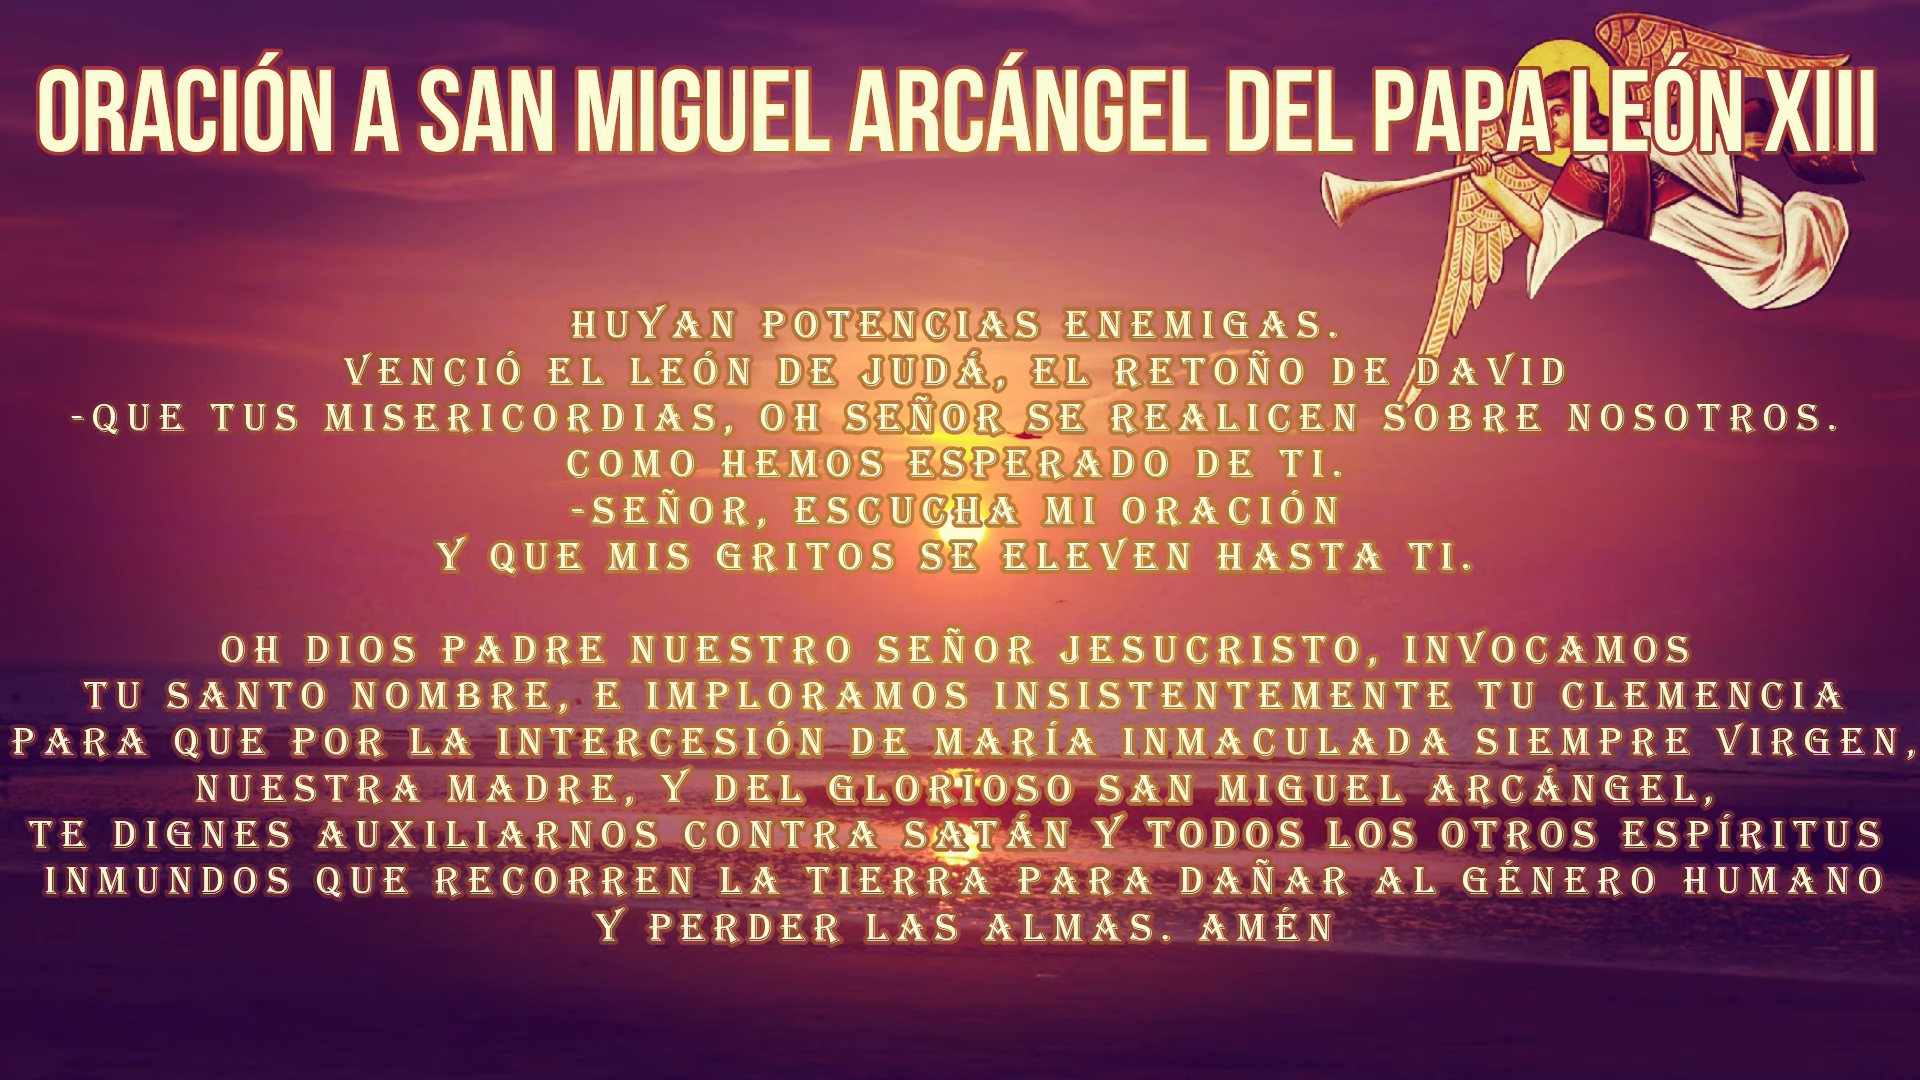 ORACIÓN A SAN MIGUEL ARCÁNGEL DEL PAPA LEÓN XIII
HUYAN POTENCIAS ENEMIGAS.
VENCIÓ EL LEÓN DE JUDÁ, EL RETOÑO DE DAVID
-QUE TUS MISERICORDIAS, OH SEÑOR SE REALICEN SOBRE NOSOTROS.
COMO HEMOS ESPERADO DE TI.
-SEÑOR, ESCUCHA MI ORACIÓN
Y QUE MIS GRITOS SE ELEVEN HASTA TI.
OH DIOS PADRE NUESTRO SEÑOR JESUCRISTO, INVOCAMOS
TU SANTO NOMBRE, E IMPLORAMOS INSISTENTEMENTE TU CLEMENCIA
PARA QUE POR LA INTERCESIÓN DE MARÍA INMACULADA SIEMPRE VIRGEN,
NUESTRA MADRE, Y DEL GLORIOSO SAN MIGUEL ARCÁNGEL,
TE DIGNES AUXILIARNOS CONTRA SATÁN Y TODOS LOS OTROS ESPÍRITUS
INMUNDOS QUE RECORREN LA TIERRA PARA DAÑAR AL GÉNERO HUMANO
Y PERDER LAS ALMAS. AMÉN